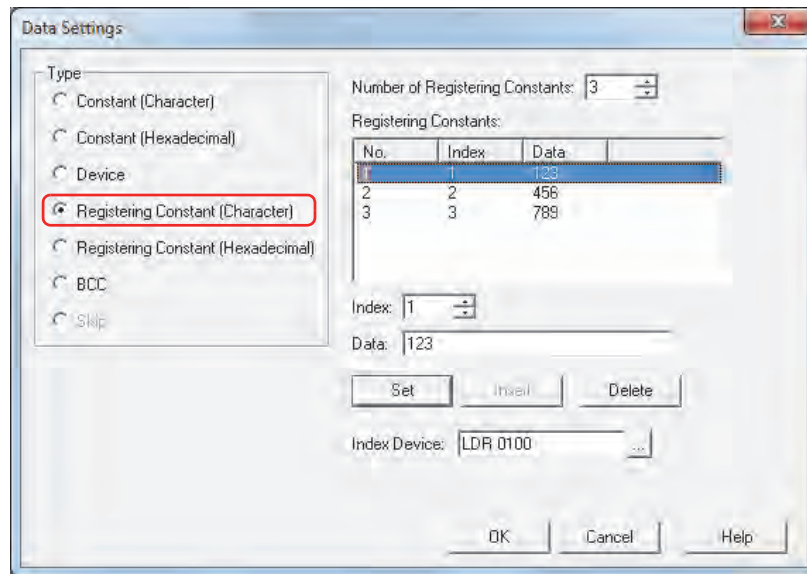 Data Settings
Type
Constant (Character)
Constant (Hexadecimal)
Device
Registering Constant (Character)
Registering Constant (Hexadecimal)
BCC
Skip
Number of Registering Constants: 3
Registering Constants:
No. Index Data
1 1 123
2 2 456
3 3 789
Index: 1
Data: 123
Set Insert Delete
Index Device: LDR 0100 ...
OK Cancel Help